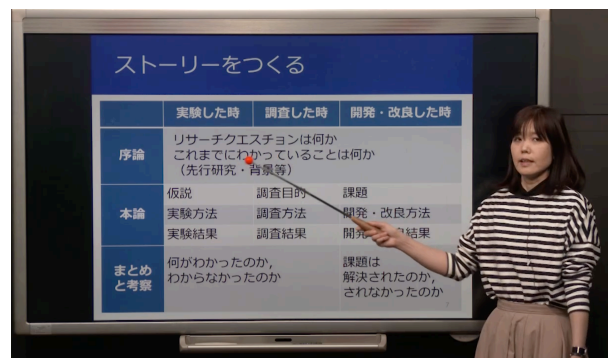 ストーリーをつくる
実験した時 調査した時 開発・改良した時
序論
リサーチクエスチョンは何か
これまでにわかっていることは何か
(先行研究・背景等)
本論
仮説 調査目的 課題
実験方法 調査方法 開発・改良方法
実験結果 調査結果 開発 結果
まとめ
と考察
何がわかったのか,
わからなかったのか
課題は
解決されたのか,
されなかったのか
7